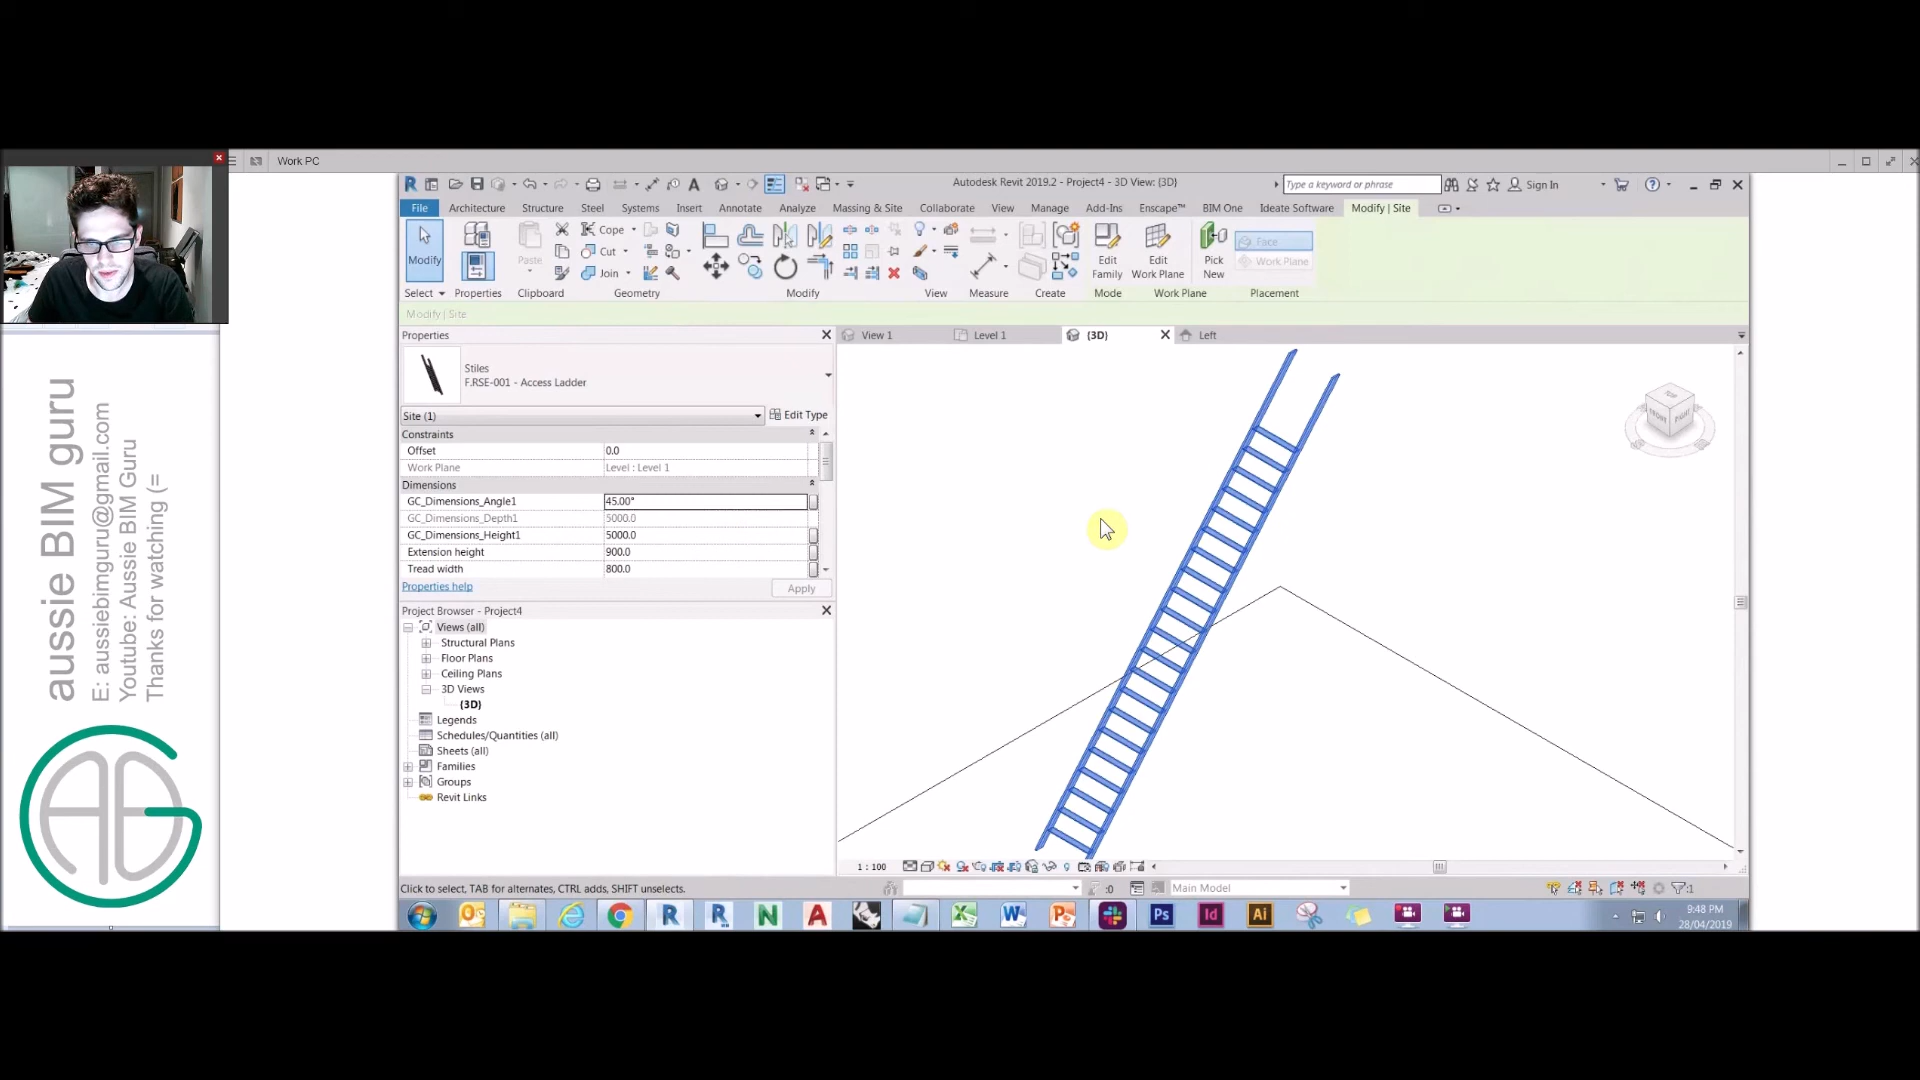 Work PC
Autodesk Revit 2019.2 - Project4 - 3D View: {3D}
Type a keyword or phrase
Sign In
File
Architecture
Structure
Steel
Systems
Insert
Annotate
Analyze
Massing & Site
Collaborate
View
Manage
Add-Ins
Enscape™
BIM One
Ideate Software
Modify | Site
Modify
Paste
Cope
Cut
Join
Edit
Family
Edit
Work Plane
Pick
New
Face
Work Plane
Select
Properties
Clipboard
Geometry
Modify
View
Measure
Create
Mode
Work Plane
Placement
Modify | Site
Properties
View 1
Level 1
{3D}
Left
Stiles
F.RSE-001 - Access Ladder
Site (1)
Edit Type
Constraints
Offset 0.0
Work Plane Level : Level 1
Dimensions
GC_Dimensions_Angle1 45.00°
GC_Dimensions_Depth1 5000.0
GC_Dimensions_Height1 5000.0
Extension height 900.0
Tread width 800.0
Properties help
Apply
Project Browser - Project4
Views (all)
Structural Plans
Floor Plans
Ceiling Plans
3D Views
{3D}
Legends
Schedules/Quantities (all)
Sheets (all)
Families
Groups
Revit Links
TOP
FRONT
RIGHT
1 : 100
Click to select, TAB for alternates, CTRL adds, SHIFT unselects.
:0
Main Model
:1
Ps
Id
Ai
9:48 PM
28/04/2019
aussie BIM guru
E: aussiebimguru@gmail.com
Youtube: Aussie BIM Guru
Thanks for watching (=